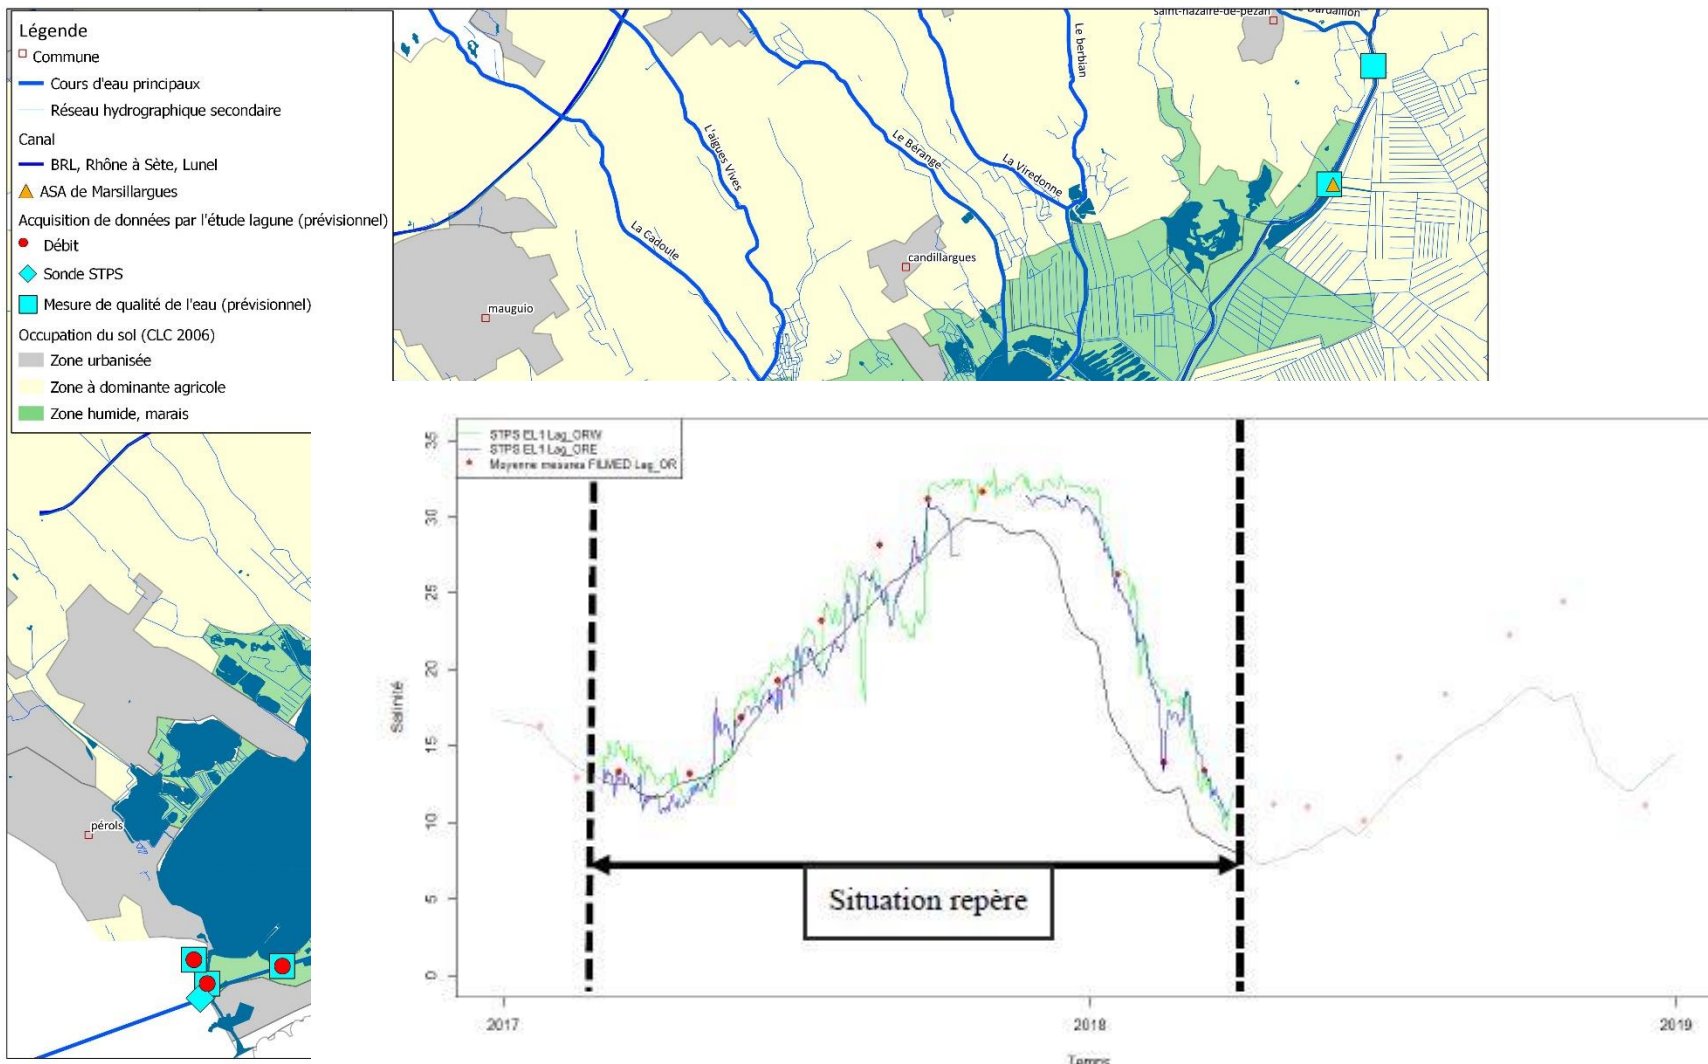 Légende
Commune
Cours d'eau principaux
Réseau hydrographique secondaire
Canal
BRL, Rhône à Sète, Lunel
ASA de Marsillargues
Acquisition de données par l'étude lagune (prévisionnel)
Débit
Sonde STPS
Mesure de qualité de l'eau (prévisionnel)
Occupation du sol (CLC 2006)
Zone urbanisée
Zone à dominante agricole
Zone humide, marais
saint-nazaire-de-pezan
Le Dardaillon
Le berbian
L'aigues Vives
Le Bérange
La Viredonne
La Cadoule
candillargues
mauguio
pérols
STPS EL1 Lag_ORW
STPS EL1 Lag_ORE
Moyenne mesures FILMED Lag_OR
Salinité
35
30
25
20
15
10
5
0
Situation repère
2017
2018
2019
Temps